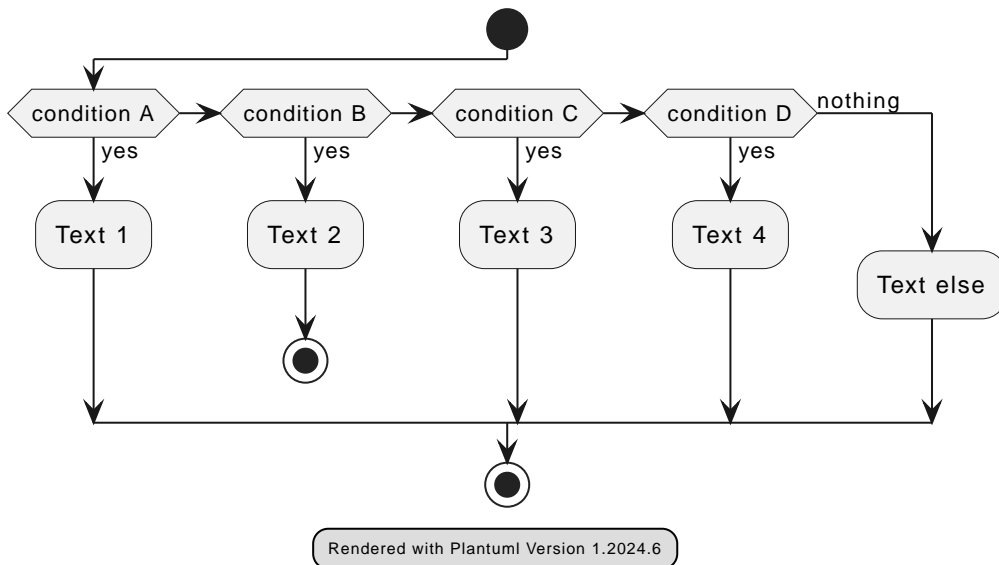 condition A
condition B
condition C
condition D
nothing
yes
yes
yes
yes
Text 1
Text 2
Text 3
Text 4
Text else
Rendered with Plantuml Version 1.2024.6